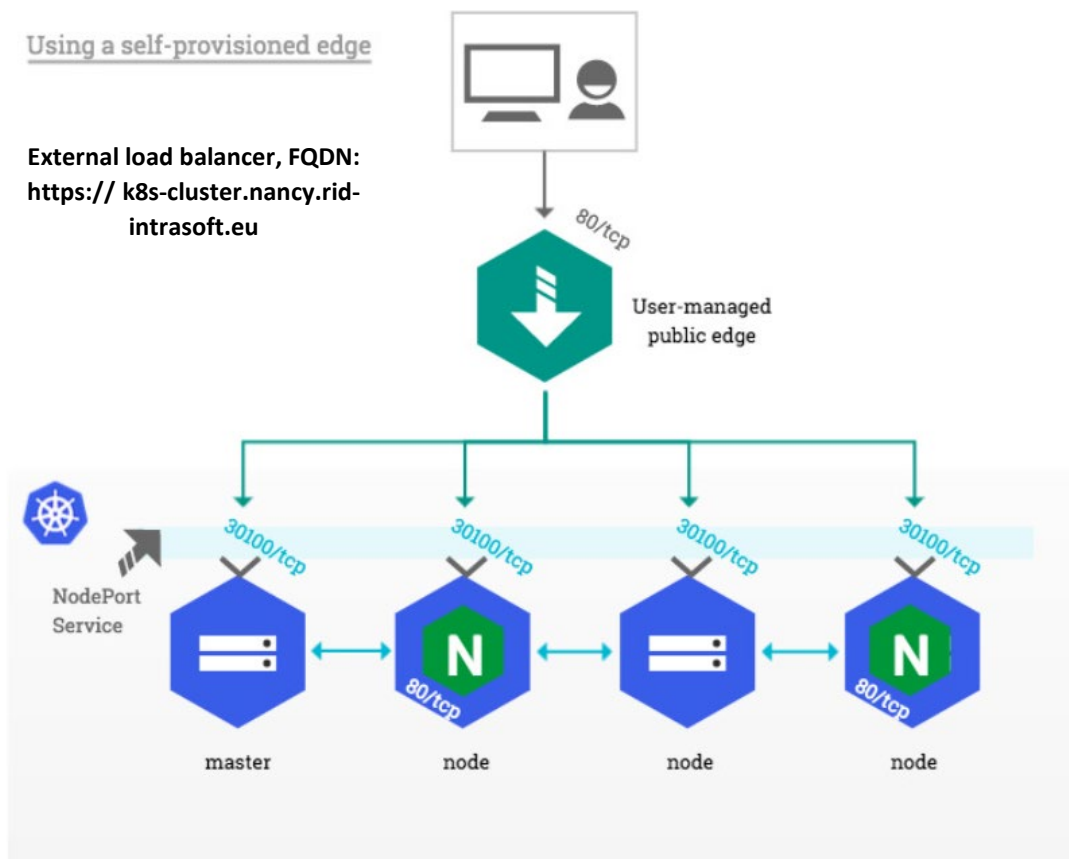 Using a self-provisioned edge
External load balancer, FQDN:
https:// k8s-cluster.nancy.rid-
intrasoft.eu
80/tcp
User-managed
public edge
30100/tcp
30100/tcp
30100/tcp
30100/tcp
NodePort
Service
N
80/tcp
N
80/tcp
master
node
node
node